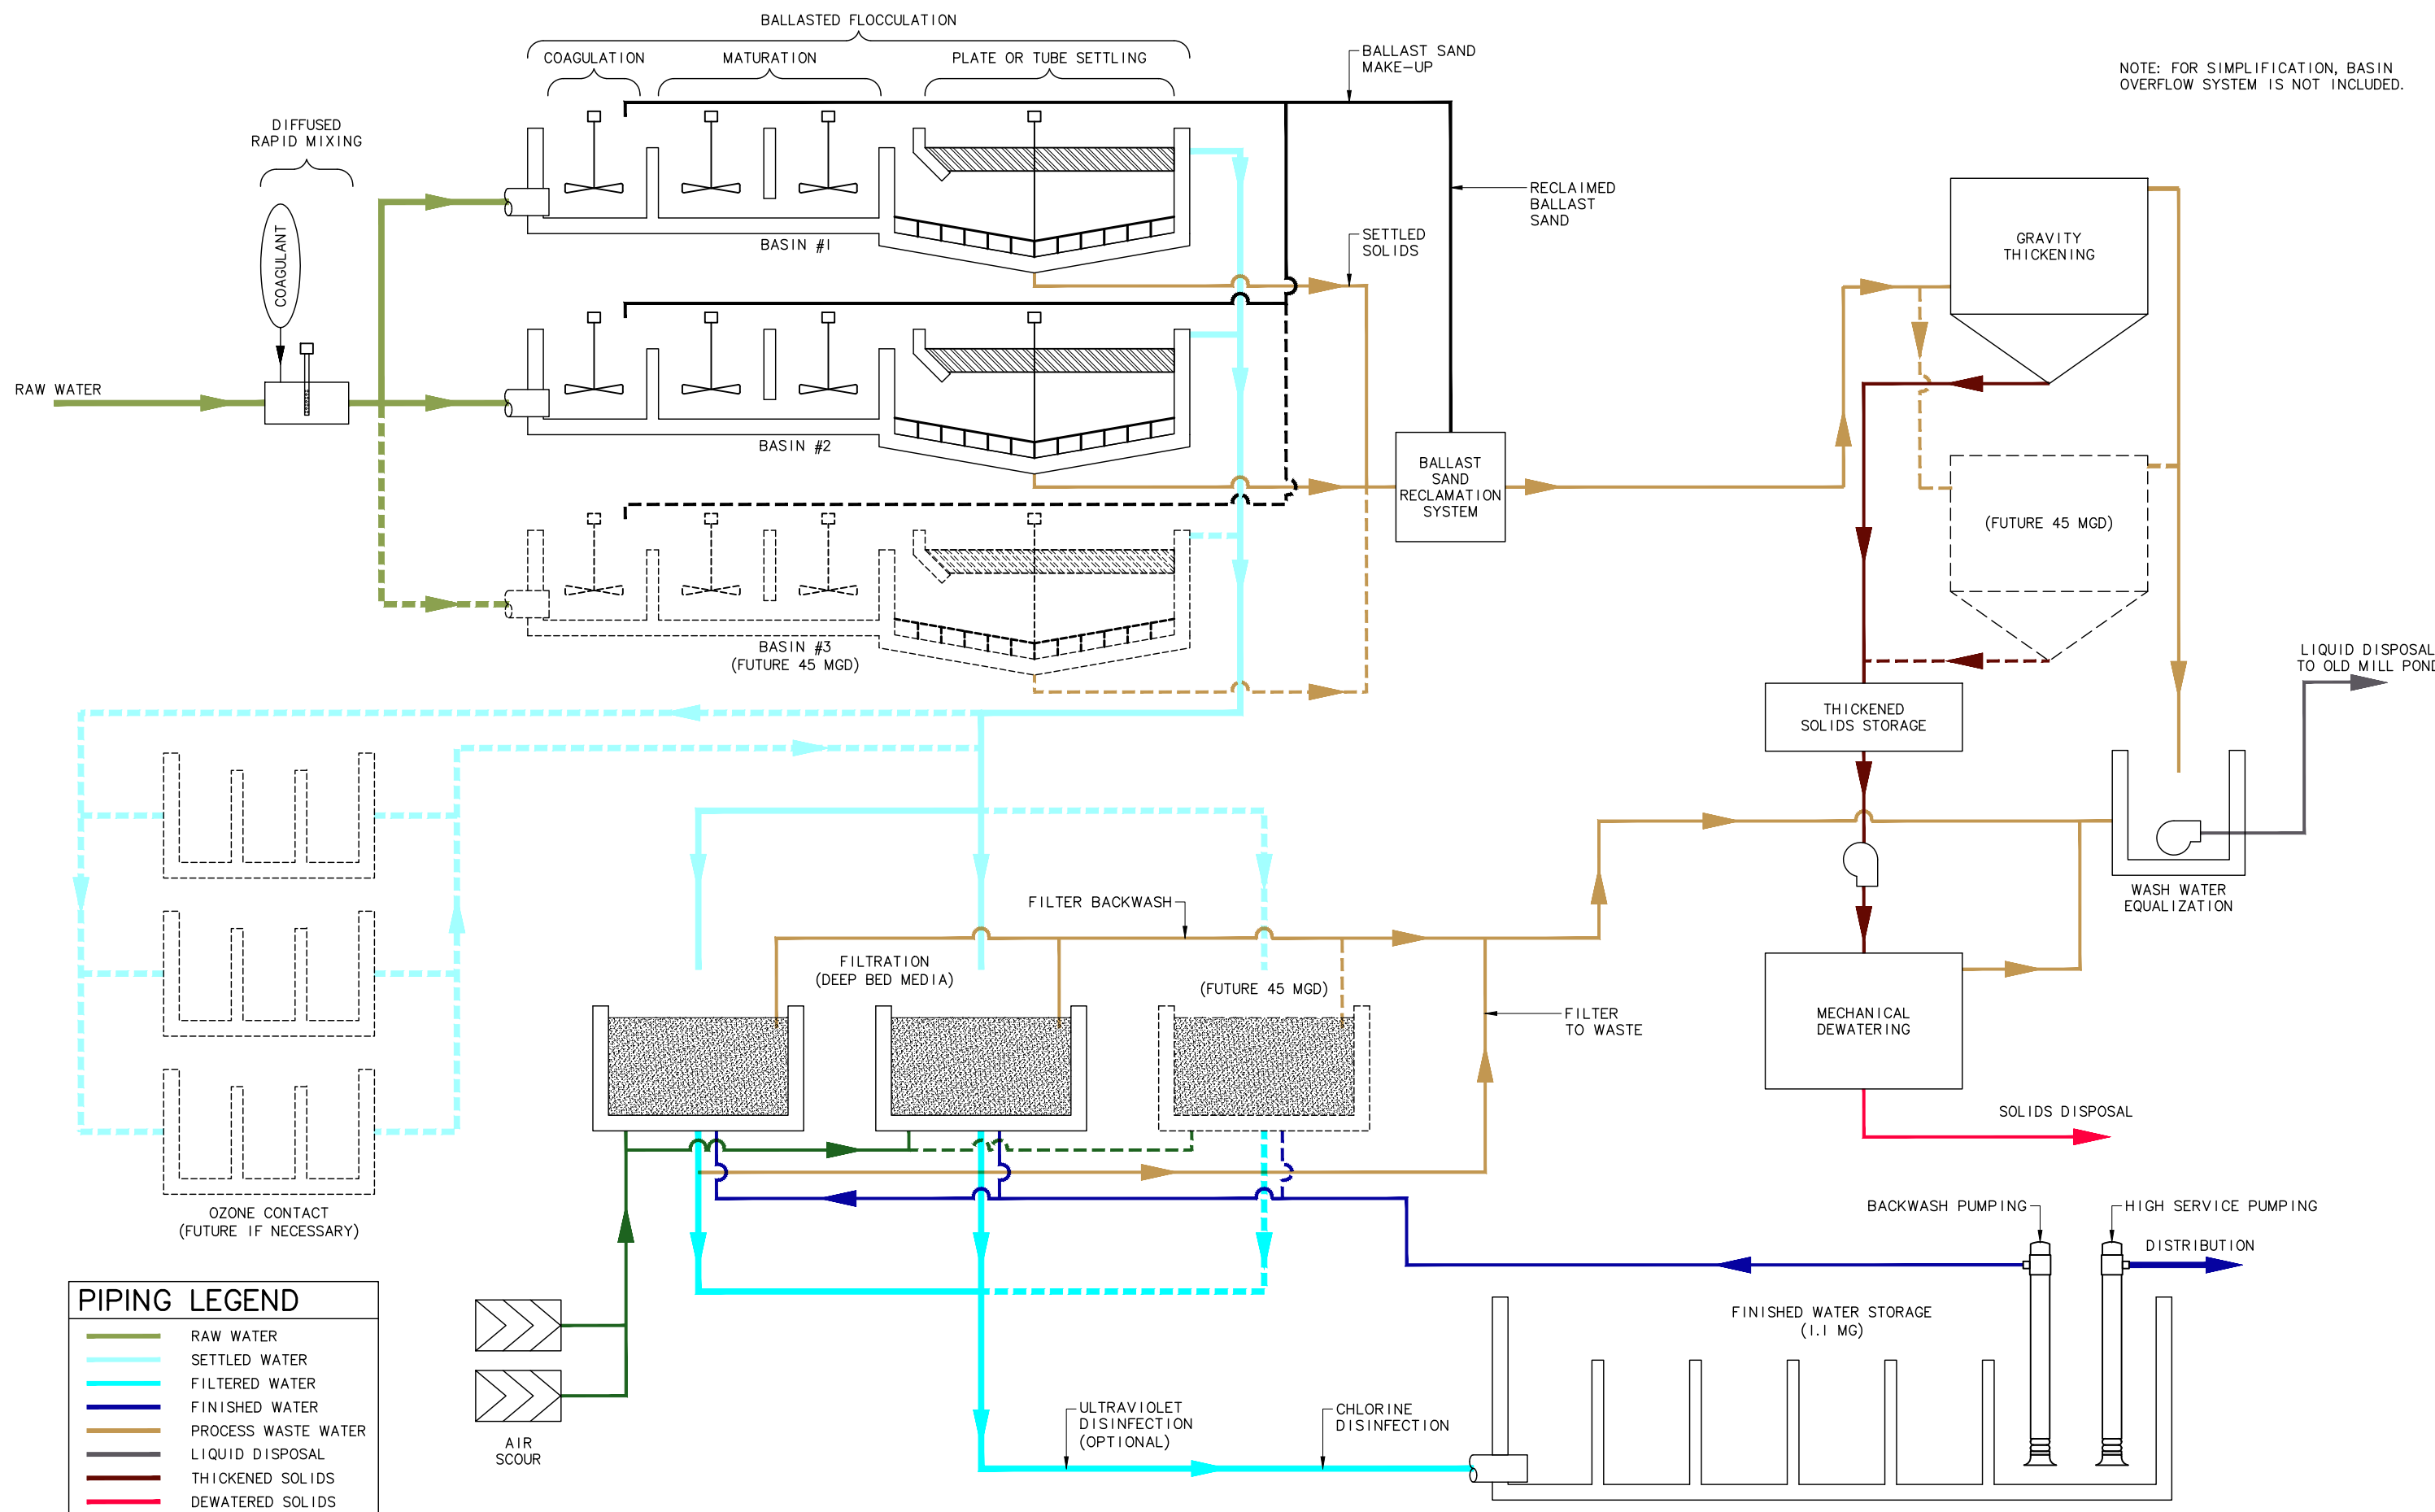 BALLASTED FLOCCULATION
COAGULATION
MATURATION
PLATE OR TUBE SETTLING
BALLAST SAND
MAKE-UP
NOTE: FOR SIMPLIFICATION, BASIN
OVERFLOW SYSTEM IS NOT INCLUDED.
DIFFUSED
RAPID MIXING
COAGULANT
RAW WATER
BASIN #1
BASIN #2
BASIN #3
(FUTURE 45 MGD)
SETTLED
SOLIDS
RECLAIMED
BALLAST
SAND
BALLAST
SAND
RECLAMATION
SYSTEM
GRAVITY
THICKENING
(FUTURE 45 MGD)
LIQUID DISPOSAL
TO OLD MILL POND
THICKENED
SOLIDS STORAGE
WASH WATER
EQUALIZATION
FILTER BACKWASH
FILTRATION
(DEEP BED MEDIA)
(FUTURE 45 MGD)
FILTER
TO WASTE
MECHANICAL
DEWATERING
SOLIDS DISPOSAL
OZONE CONTACT
(FUTURE IF NECESSARY)
BACKWASH PUMPING
HIGH SERVICE PUMPING
DISTRIBUTION
FINISHED WATER STORAGE
(1.1 MG)
AIR
SCOUR
ULTRAVIOLET
DISINFECTION
(OPTIONAL)
CHLORINE
DISINFECTION
PIPING LEGEND
RAW WATER
SETTLED WATER
FILTERED WATER
FINISHED WATER
PROCESS WASTE WATER
LIQUID DISPOSAL
THICKENED SOLIDS
DEWATERED SOLIDS